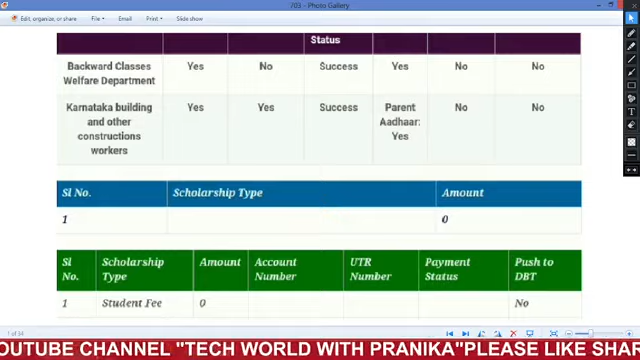 703 - Photo Gallery
Edit, organize, or share
File
Email
Print
Slide show
Status
Backward Classes Welfare Department Yes No Success Yes No No
Karnataka building and other constructions workers Yes Yes Success Parent Aadhaar: Yes No No
Sl No. Scholarship Type Amount
1 0
Sl No. Scholarship Type Amount Account Number UTR Number Payment Status Push to DBT
1 Student Fee 0 No
1 of 34
OUTUBE CHANNEL "TECH WORLD WITH PRANIKA"PLEASE LIKE SHAR